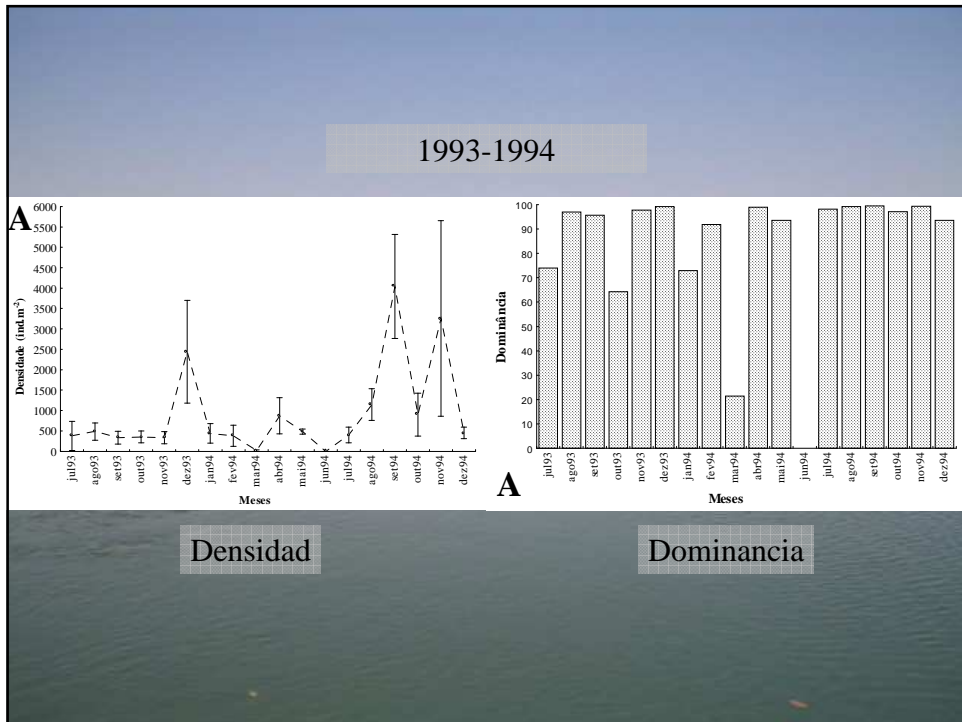 1993-1994
A
6000
5500
5000
4500
4000
3500
3000
2500
2000
1500
1000
500
0
Densidade (ind.m-2)
jul93
ago93
set93
out93
nov93
dez93
jan94
fev94
mar94
abr94
mai94
jun94
jul94
ago94
set94
out94
nov94
dez94
Meses
100
90
80
70
60
50
40
30
20
10
0
Dominância
jul93
ago93
set93
out93
nov93
dez93
jan94
fev94
mar94
abr94
mai94
jun94
jul94
ago94
set94
out94
nov94
dez94
A
Meses
Densidad
Dominancia